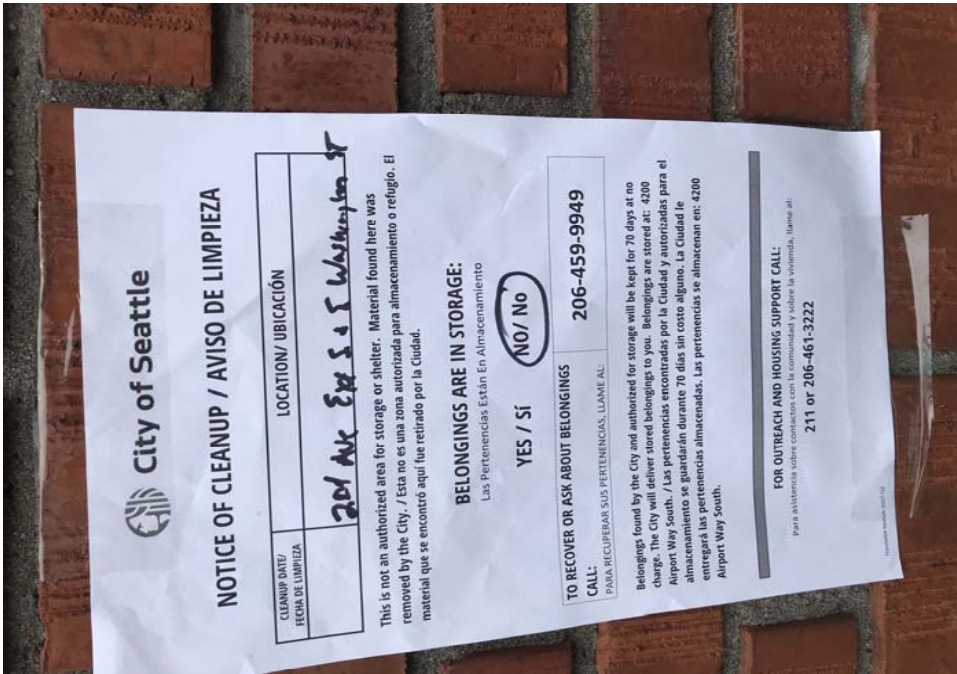 City of Seattle
NOTICE OF CLEANUP / AVISO DE LIMPIEZA
CLEANUP DATE/
FECHA DE LIMPIEZA
LOCATION/ UBICACIÓN
2nd Ave Ext S & S Washington ST
This is not an authorized area for storage or shelter. Material found here was
removed by the City. / Esta no es una zona autorizada para almacenamiento o refugio. El
material que se encontró aquí fue retirado por la Ciudad.
BELONGINGS ARE IN STORAGE:
Las Pertenencias Están En Almacenamiento
YES / SÍ NO/ No
TO RECOVER OR ASK ABOUT BELONGINGS
CALL:
PARA RECUPERAR SUS PERTENENCIAS, LLAME AL:
206-459-9949
Belongings found by the City and authorized for storage will be kept for 70 days at no
charge. The City will deliver stored belongings to you. Belongings are stored at: 4200
Airport Way South. / Las pertenencias encontradas por la Ciudad y autorizadas para el
almacenamiento se guardarán durante 70 días sin costo alguno. La Ciudad le
entregará las pertenencias almacenadas. Las pertenencias se almacenan en: 4200
Airport Way South.
FOR OUTREACH AND HOUSING SUPPORT CALL:
Para asistencia sobre contactos con la comunidad y sobre la vivienda, llame al:
211 or 206-461-3222